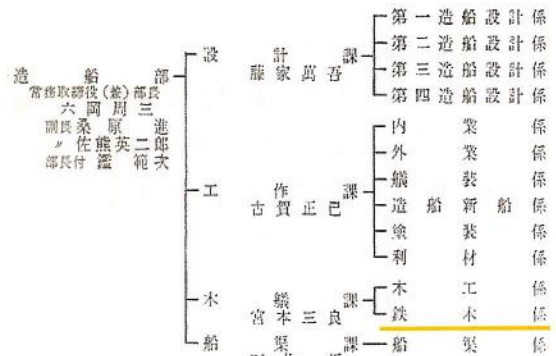 造船部
常務取締役(兼)部長
六岡周三
副長 桑原進
〃 佐熊英二郎
部長付 鑑範次
設計課
藤家萬吾
第一造船設計係
第二造船設計係
第三造船設計係
第四造船設計係
工作課
古賀正巳
内業係
外業係
艤装係
造船新船係
塗装係
利材係
木艤課
宮本三良
木工係
鉄木係
船渠課
船渠係